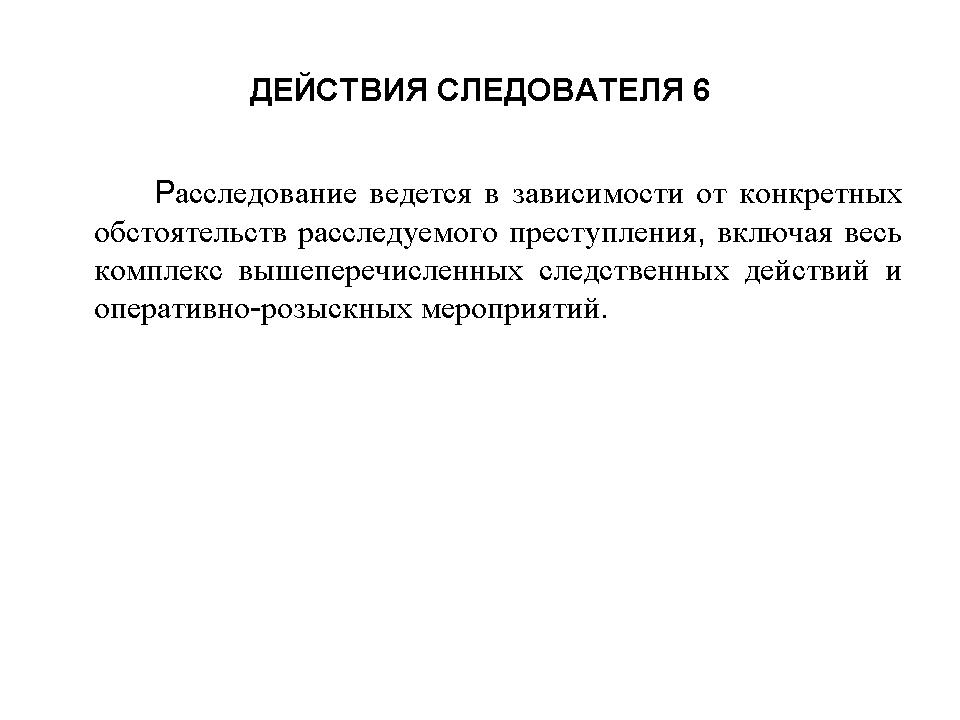 ДЕЙСТВИЯ СЛЕДОВАТЕЛЯ 6
Расследование ведется в зависимости от конкретных
обстоятельств расследуемого преступления, включая весь
комплекс вышеперечисленных следственных действий и
оперативно-розыскных мероприятий.